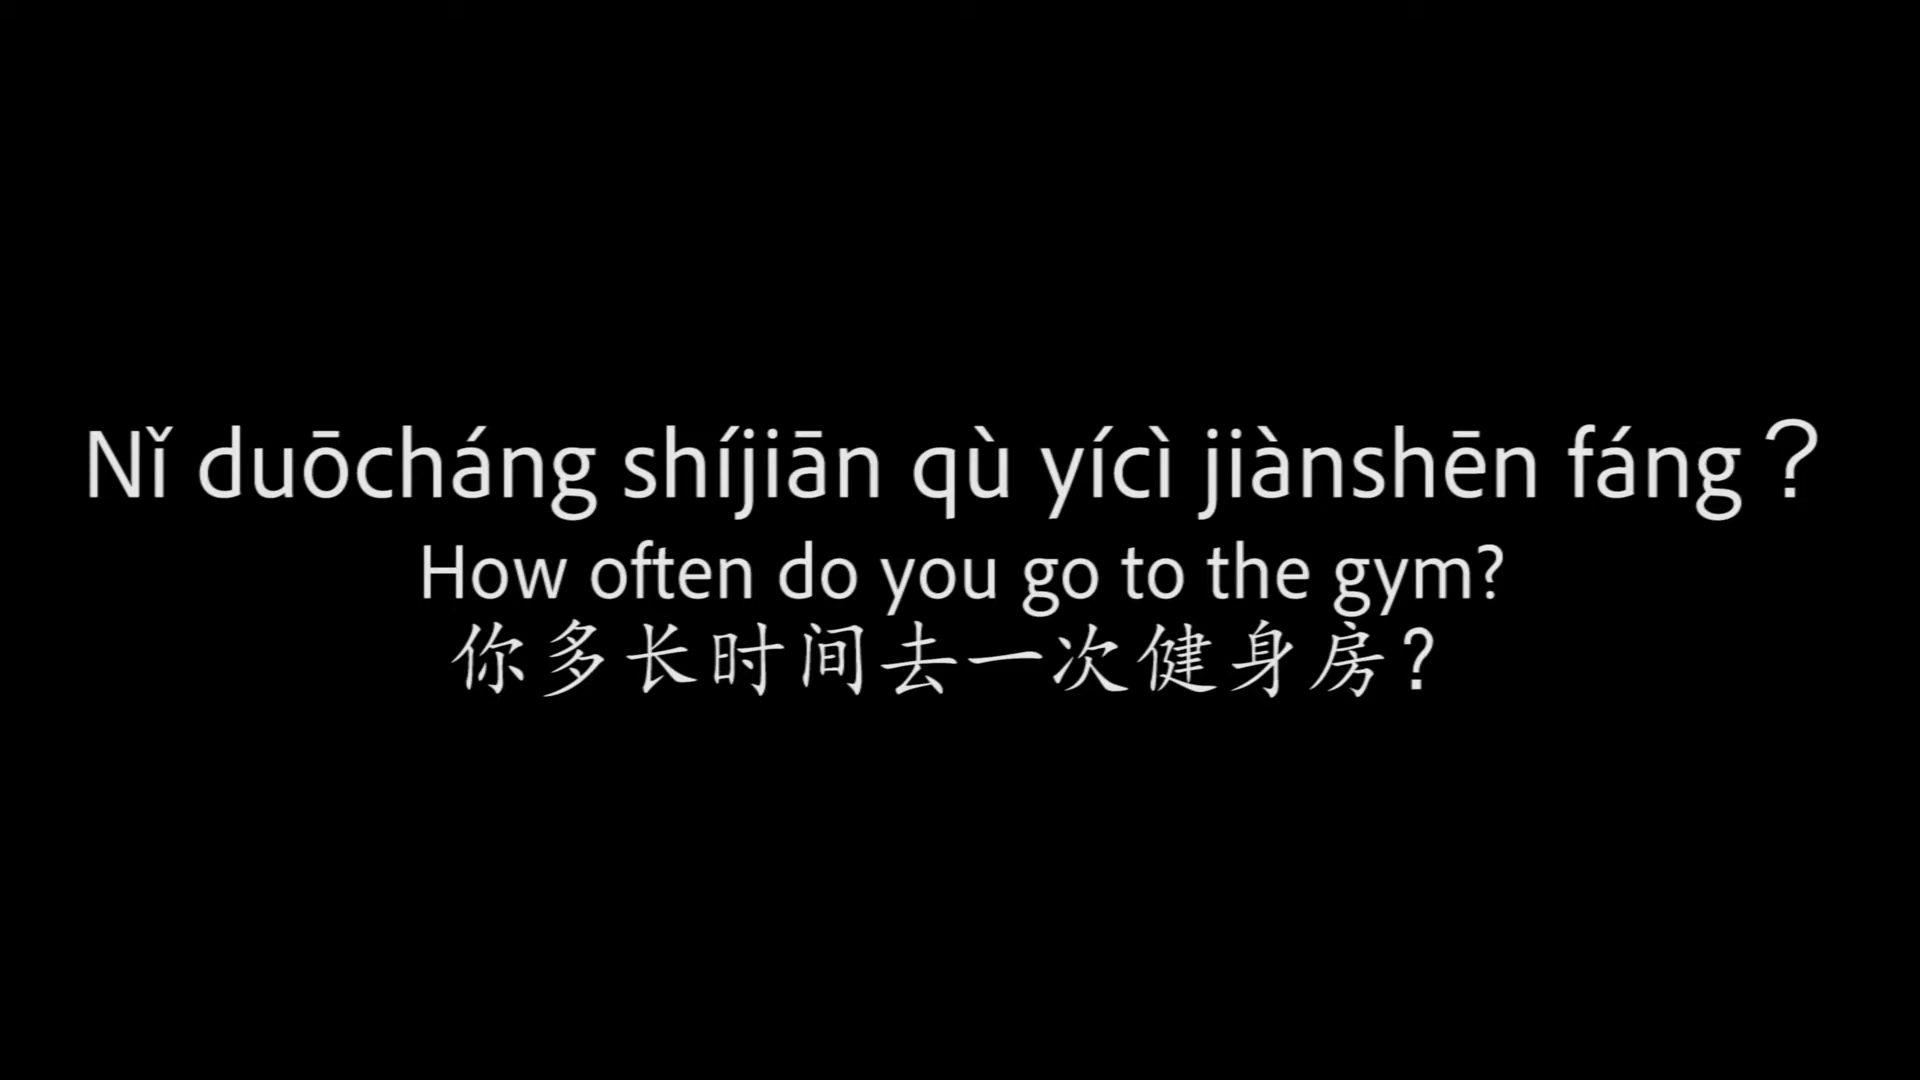 Nǐ duōcháng shíjiān qù yícì jiànshēn fáng？
How often do you go to the gym?
你多长时间去一次健身房？